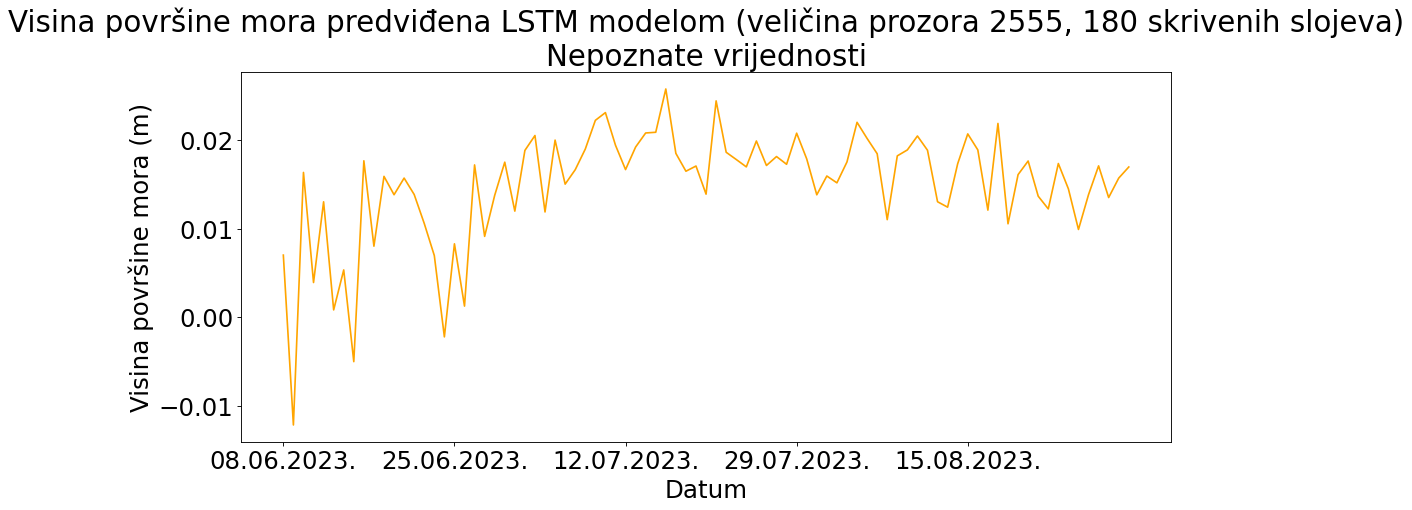 Visina površine mora predviđena LSTM modelom (veličina prozora 2555, 180 skrivenih slojeva)
Nepoznate vrijednosti
Visina površine mora (m)
0.02
0.01
0.00
−0.01
08.06.2023. 25.06.2023. 12.07.2023. 29.07.2023. 15.08.2023.
Datum